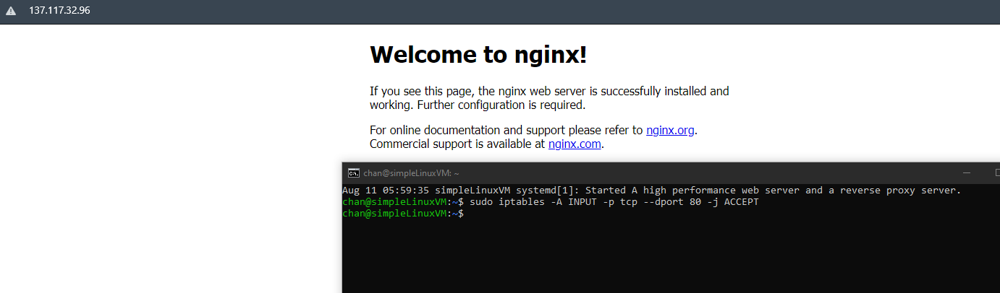 137.117.32.96
Welcome to nginx!
If you see this page, the nginx web server is successfully installed and
working. Further configuration is required.
For online documentation and support please refer to nginx.org.
Commercial support is available at nginx.com.
chan@simpleLinuxVM: ~
Aug 11 05:59:35 simpleLinuxVM systemd[1]: Started A high performance web server and a reverse proxy server.
chan@simpleLinuxVM:~$ sudo iptables -A INPUT -p tcp --dport 80 -j ACCEPT
chan@simpleLinuxVM:~$